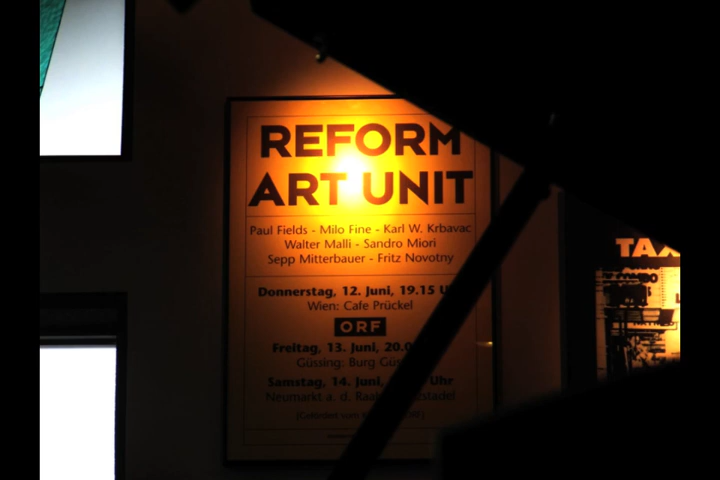 REFORM
ART UNIT
Paul Fields - Milo Fine - Karl W. Krbavac
Walter Malli - Sandro Miori
Sepp Mitterbauer - Fritz Novotny
Donnerstag, 12. Juni, 19.15
Wien: Cafe Prückel
ORF
Freitag, 13. Juni,
Güssing: Burg
Samstag, 14. Juni, Uhr
Neumarkt a. d.
TAX